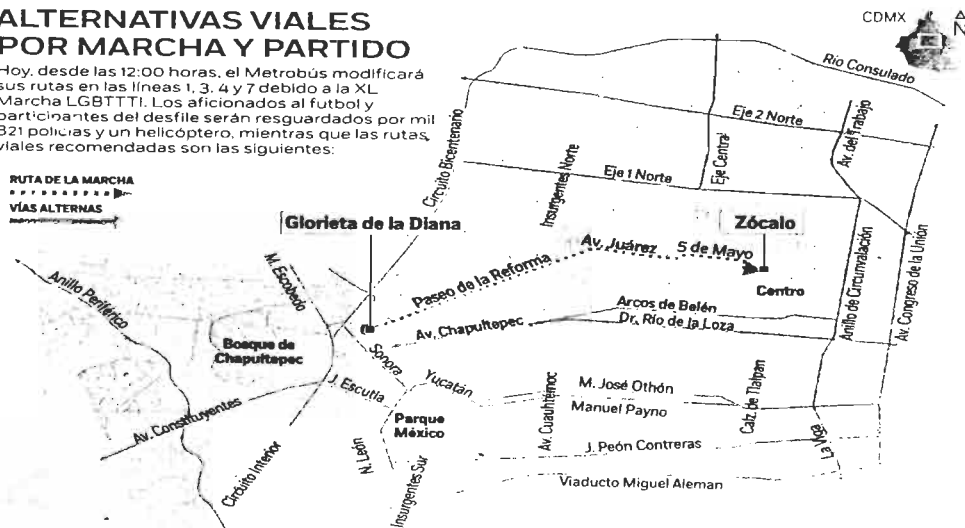 ALTERNATIVAS VIALES
POR MARCHA Y PARTIDO
Hoy, desde las 12:00 horas, el Metrobús modificará
sus rutas en las líneas 1, 3, 4 y 7 debido a la XL
Marcha LGBTTTI. Los aficionados al futbol y
participantes del desfile serán resguardados por mil
821 policías y un helicóptero, mientras que las rutas
viales recomendadas son las siguientes:
RUTA DE LA MARCHA
VÍAS ALTERNAS
CDMX
N
Río Consulado
Circuito Bicentenario
Eje 2 Norte
Av. del Trabajo
Eje Central
Insurgentes Norte
Eje 1 Norte
Glorieta de la Diana
Zócalo
Av. Juárez
5 de Mayo
Paseo de la Reforma
Centro
Anillo de Circunvalación
Av. Congreso de la Unión
M. Escobedo
Anillo Periférico
Arcos de Belén
Av. Chapultepec
Dr. Río de la Loza
Bosque de
Chapultepec
Sonora
J. Escutia
Yucatán
M. José Othón
Manuel Payno
Calz de Tlalpan
Av. Cuauhtémoc
Av. Constituyentes
Parque
México
J. Peón Contreras
La Viga
N. León
Circuito Interior
Insurgentes Sur
Viaducto Miguel Aleman